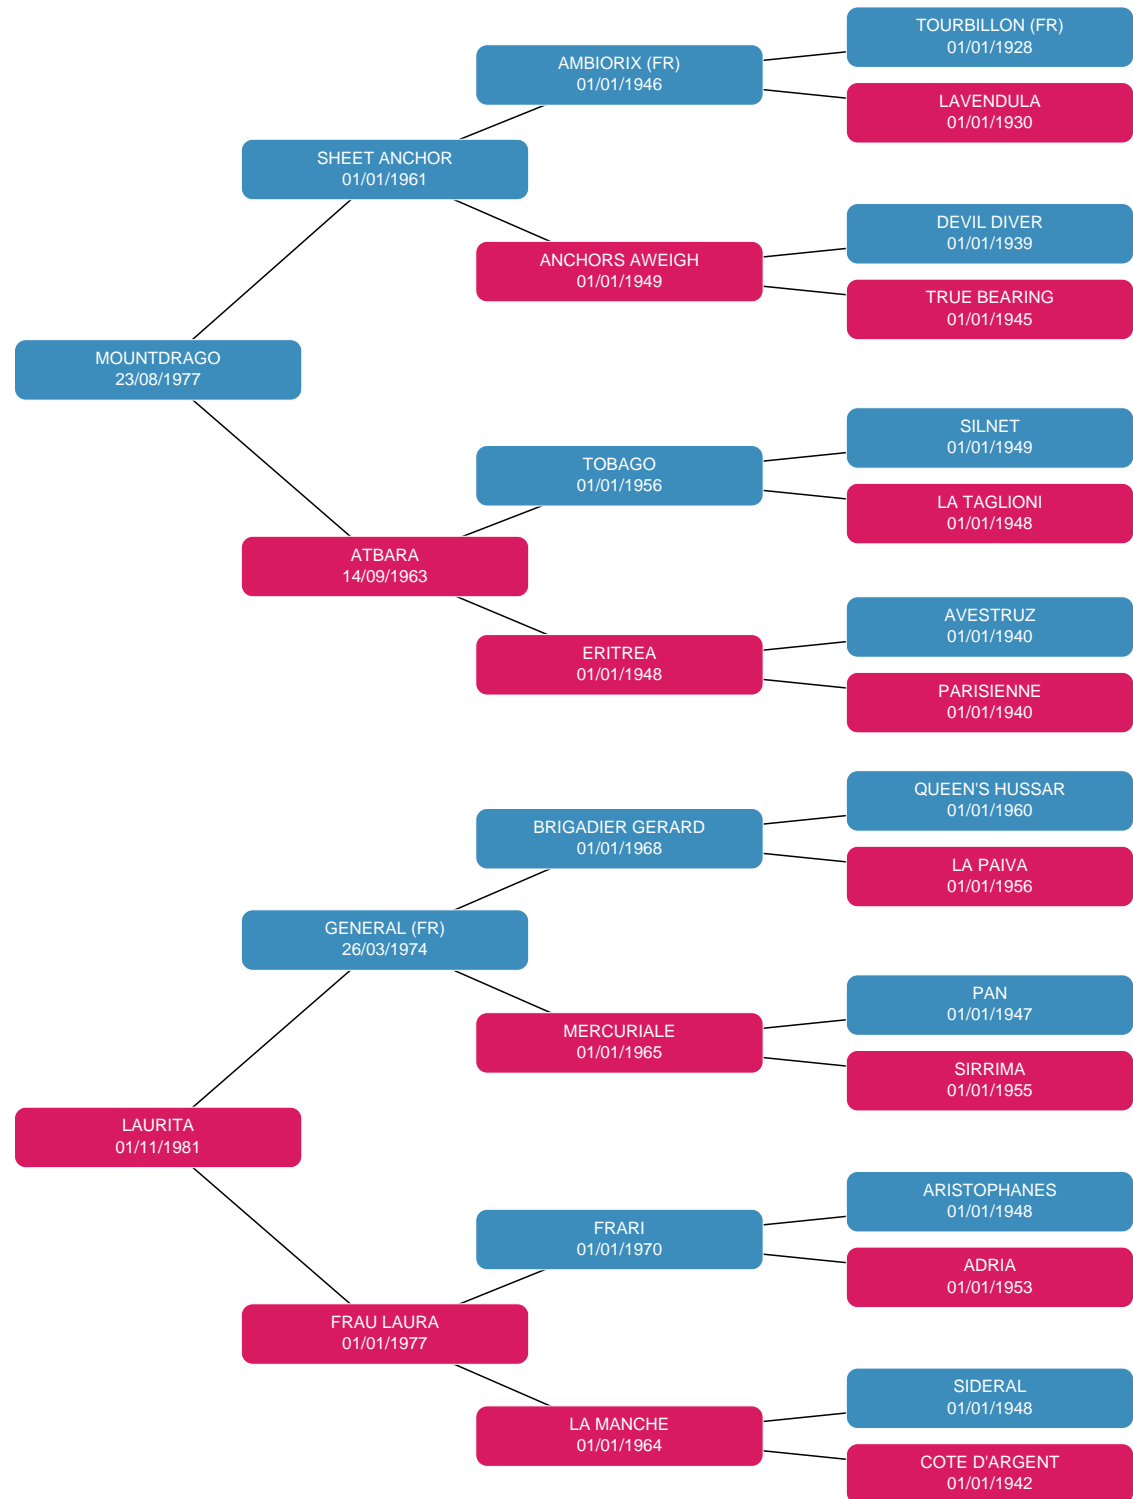 TOURBILLON (FR)
01/01/1928
AMBIORIX (FR)
01/01/1946
LAVENDULA
01/01/1930
SHEET ANCHOR
01/01/1961
DEVIL DIVER
01/01/1939
ANCHORS AWEIGH
01/01/1949
TRUE BEARING
01/01/1945
MOUNTDRAGO
23/08/1977
SILNET
01/01/1949
TOBAGO
01/01/1956
LA TAGLIONI
01/01/1948
ATBARA
14/09/1963
AVESTRUZ
01/01/1940
ERITREA
01/01/1948
PARISIENNE
01/01/1940
QUEEN'S HUSSAR
01/01/1960
BRIGADIER GERARD
01/01/1968
LA PAIVA
01/01/1956
GENERAL (FR)
26/03/1974
PAN
01/01/1947
MERCURIALE
01/01/1965
SIRRIMA
01/01/1955
LAURITA
01/11/1981
ARISTOPHANES
01/01/1948
FRARI
01/01/1970
ADRIA
01/01/1953
FRAU LAURA
01/01/1977
SIDERAL
01/01/1948
LA MANCHE
01/01/1964
COTE D'ARGENT
01/01/1942